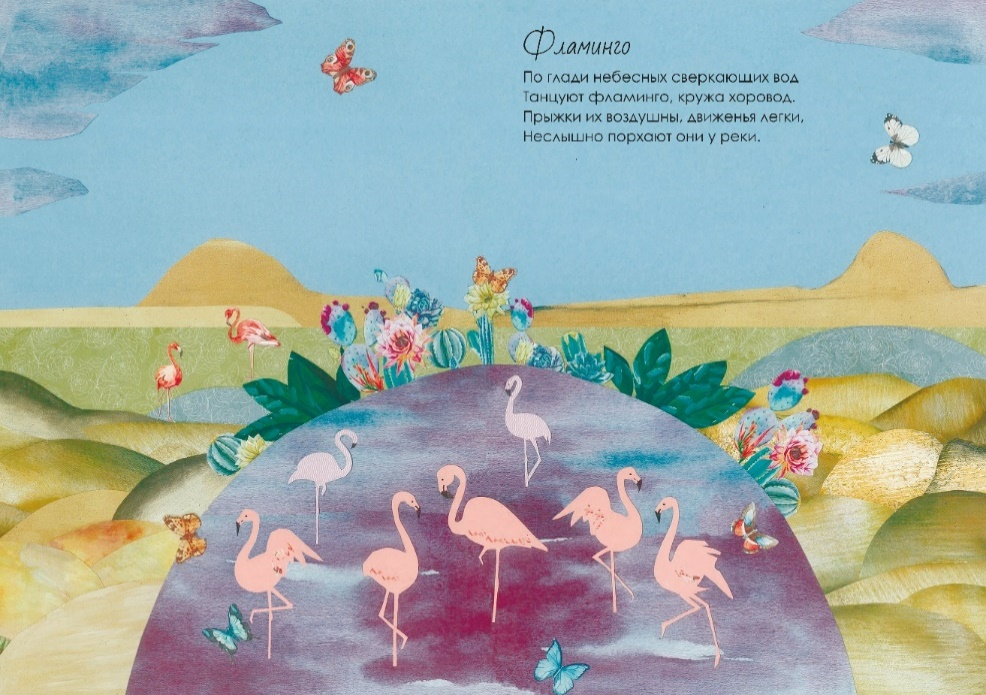 Фламинго
По глади небесных сверкающих вод
Танцуют фламинго, кружа хоровод.
Прыжки их воздушны, движенья легки,
Неслышно порхают они у реки.